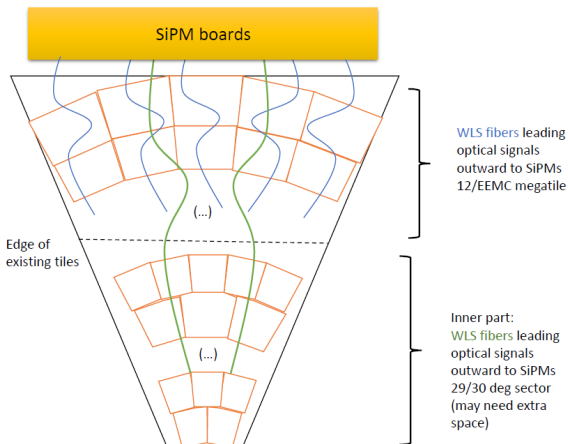 SiPM boards
WLS fibers leading
optical signals
outward to SiPMs
12/EEMC megatile
(...)
Edge of
existing tiles
Inner part:
WLS fibers leading
optical signals
outward to SiPMs
29/30 deg sector
(may need extra
space)
(...)